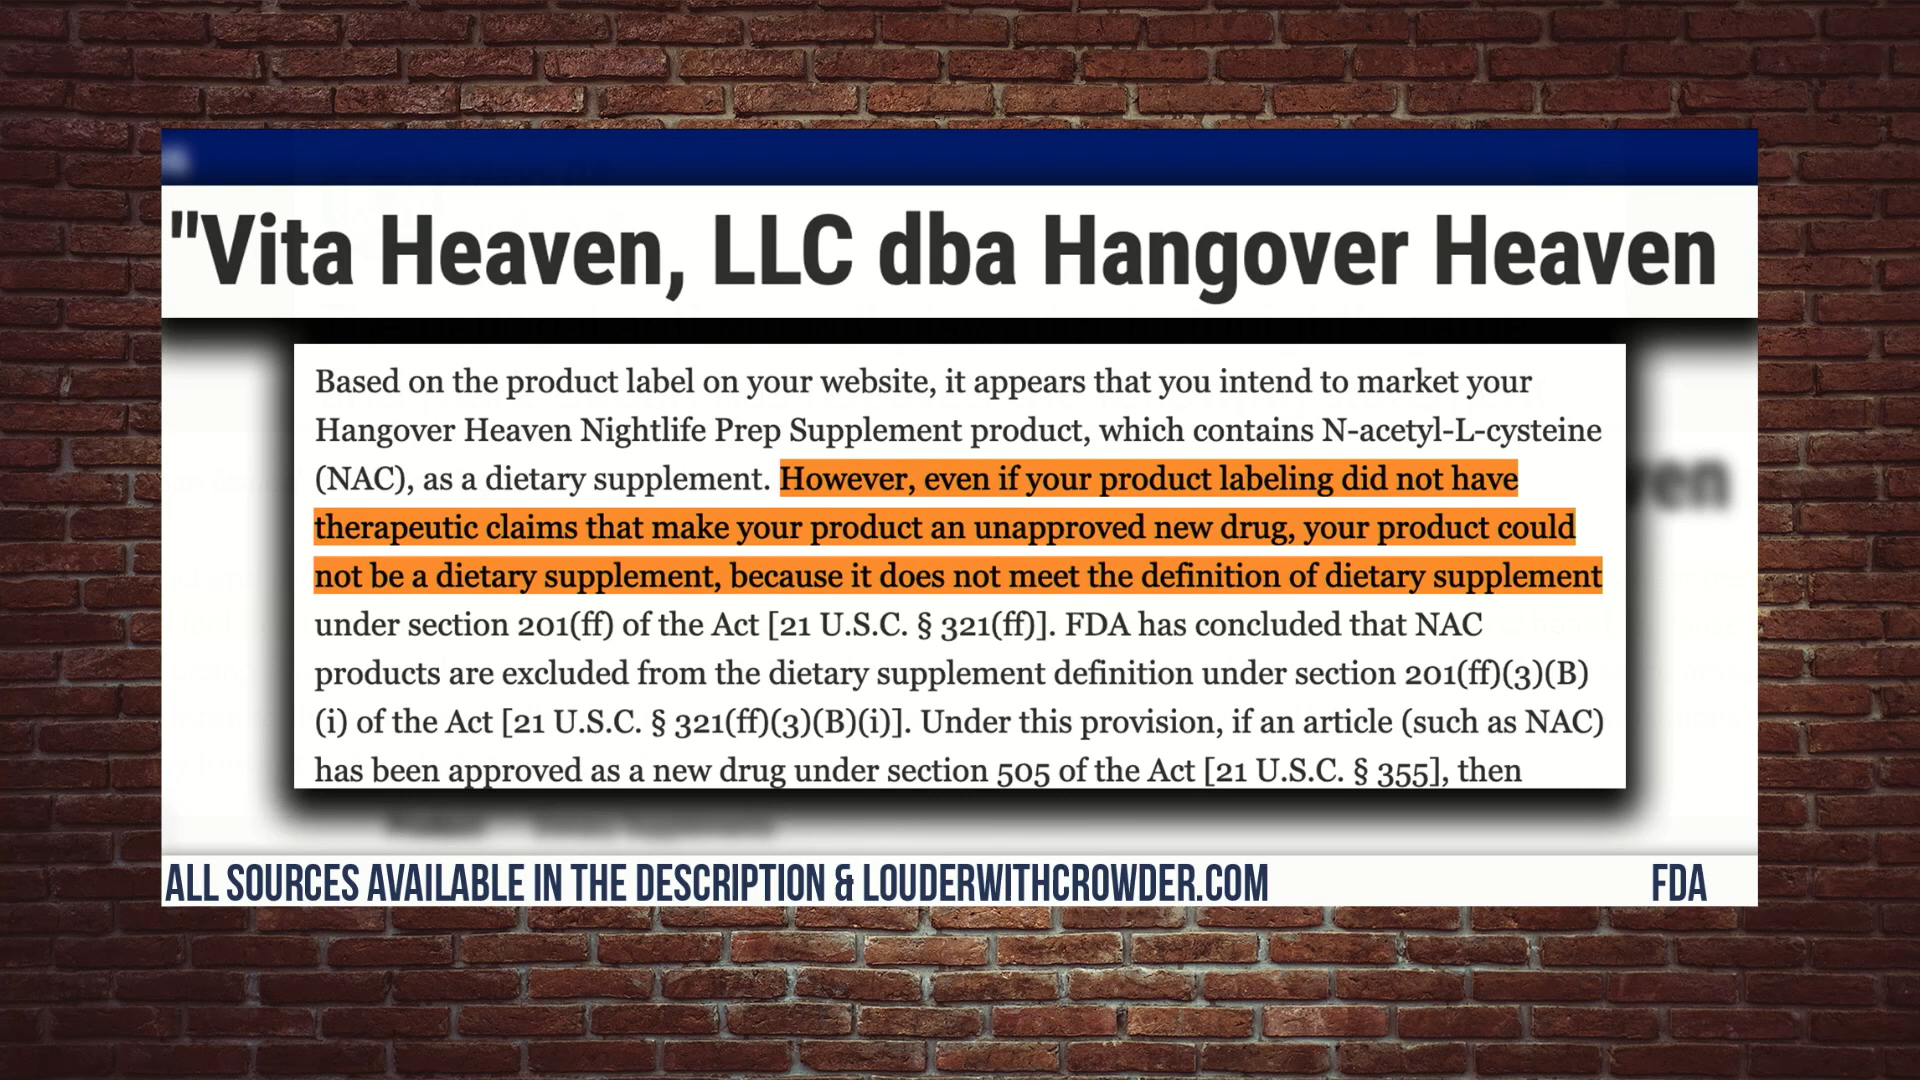 "Vita Heaven, LLC dba Hangover Heaven
Based on the product label on your website, it appears that you intend to market your
Hangover Heaven Nightlife Prep Supplement product, which contains N-acetyl-L-cysteine
(NAC), as a dietary supplement. However, even if your product labeling did not have
therapeutic claims that make your product an unapproved new drug, your product could
not be a dietary supplement, because it does not meet the definition of dietary supplement
under section 201(ff) of the Act [21 U.S.C. § 321(ff)]. FDA has concluded that NAC
products are excluded from the dietary supplement definition under section 201(ff)(3)(B)
(i) of the Act [21 U.S.C. § 321(ff)(3)(B)(i)]. Under this provision, if an article (such as NAC)
has been approved as a new drug under section 505 of the Act [21 U.S.C. § 355], then
ven
ALL SOURCES AVAILABLE IN THE DESCRIPTION & LOUDERWITHCROWDER.COM
FDA